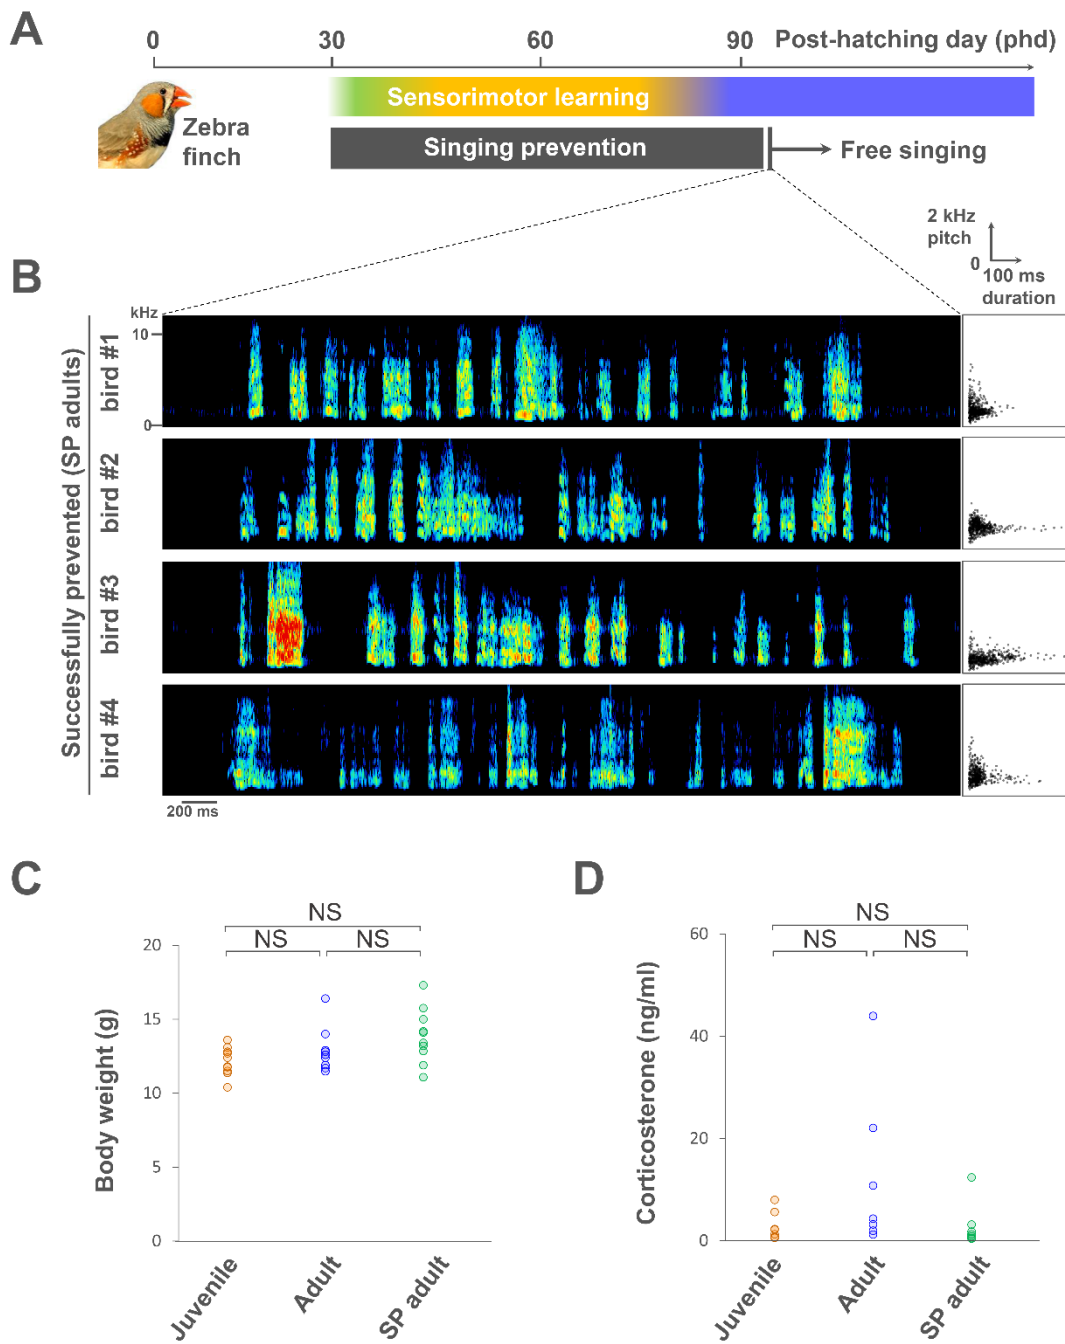 A
0 30 60 90 Post-hatching day (phd)
Sensorimotor learning
Zebra
finch
Singing prevention
Free singing
2 kHz
pitch
0
100 ms
duration
B
Successfully prevented (SP adults)
kHz
10
0
bird #1
bird #2
bird #3
bird #4
200 ms
C
NS
NS NS
20
15
10
5
0
Body weight (g)
Juvenile
Adult
SP adult
D
NS
NS NS
60
40
20
0
Corticosterone (ng/ml)
Juvenile
Adult
SP adult